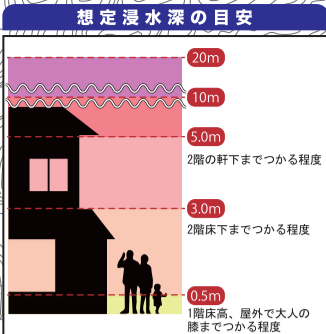 想定浸水深の目安
20m
10m
5.0m
2階の軒下までつかる程度
3.0m
2階床下までつかる程度
0.5m
1階床高、屋外で大人の
膝までつかる程度